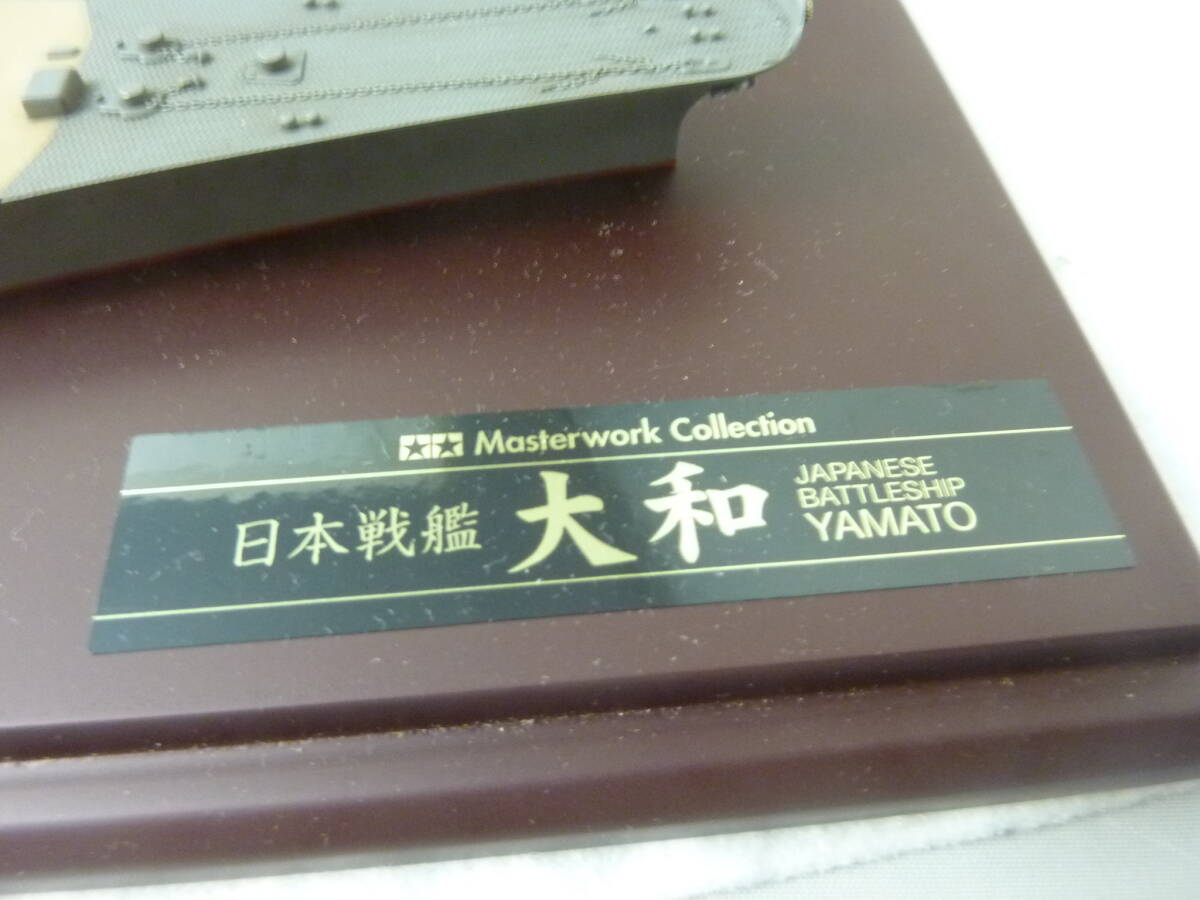 Masterwork Collection
日本戦艦 大和
JAPANESE
BATTLESHIP
YAMATO